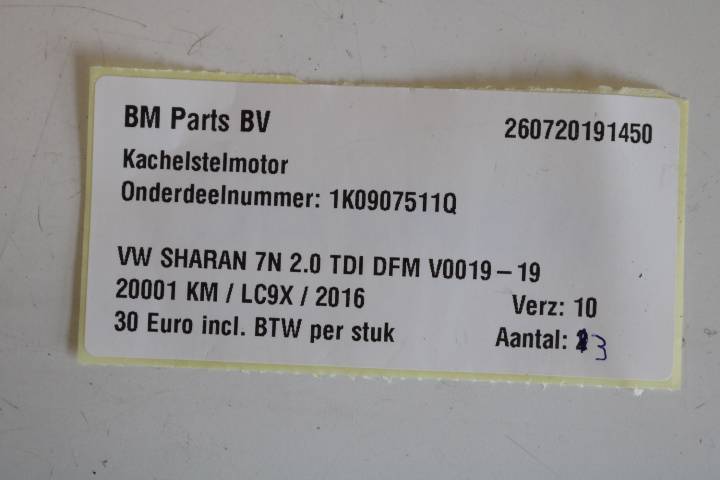 BM Parts BV 260720191450
Kachelstelmotor
Onderdeelnummer: 1K0907511Q
VW SHARAN 7N 2.0 TDI DFM V0019 – 19
20001 KM / LC9X / 2016 Verz: 10
30 Euro incl. BTW per stuk Aantal: 3